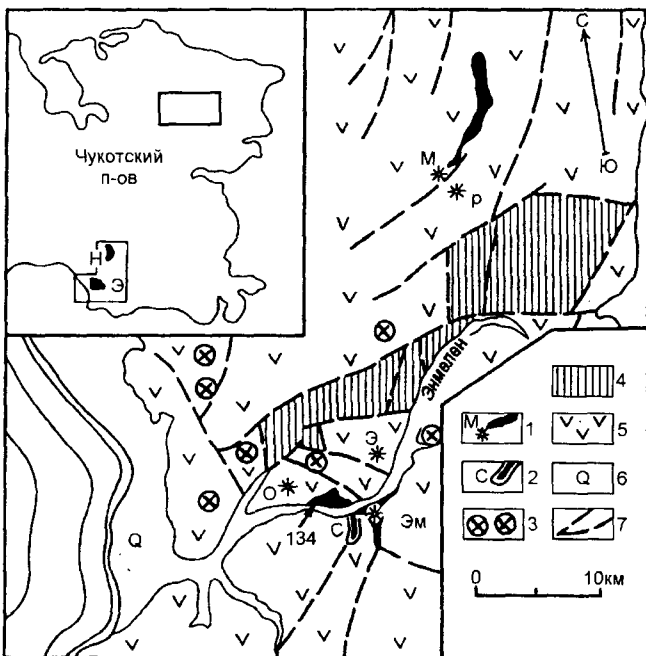 Чукотский
п-ов
Н
Э
С
Ю
М
р
Энмелен
Э
О
134
С
Эм
Q
4
М
1
5
С
2
Q
6
3
7
0
10км